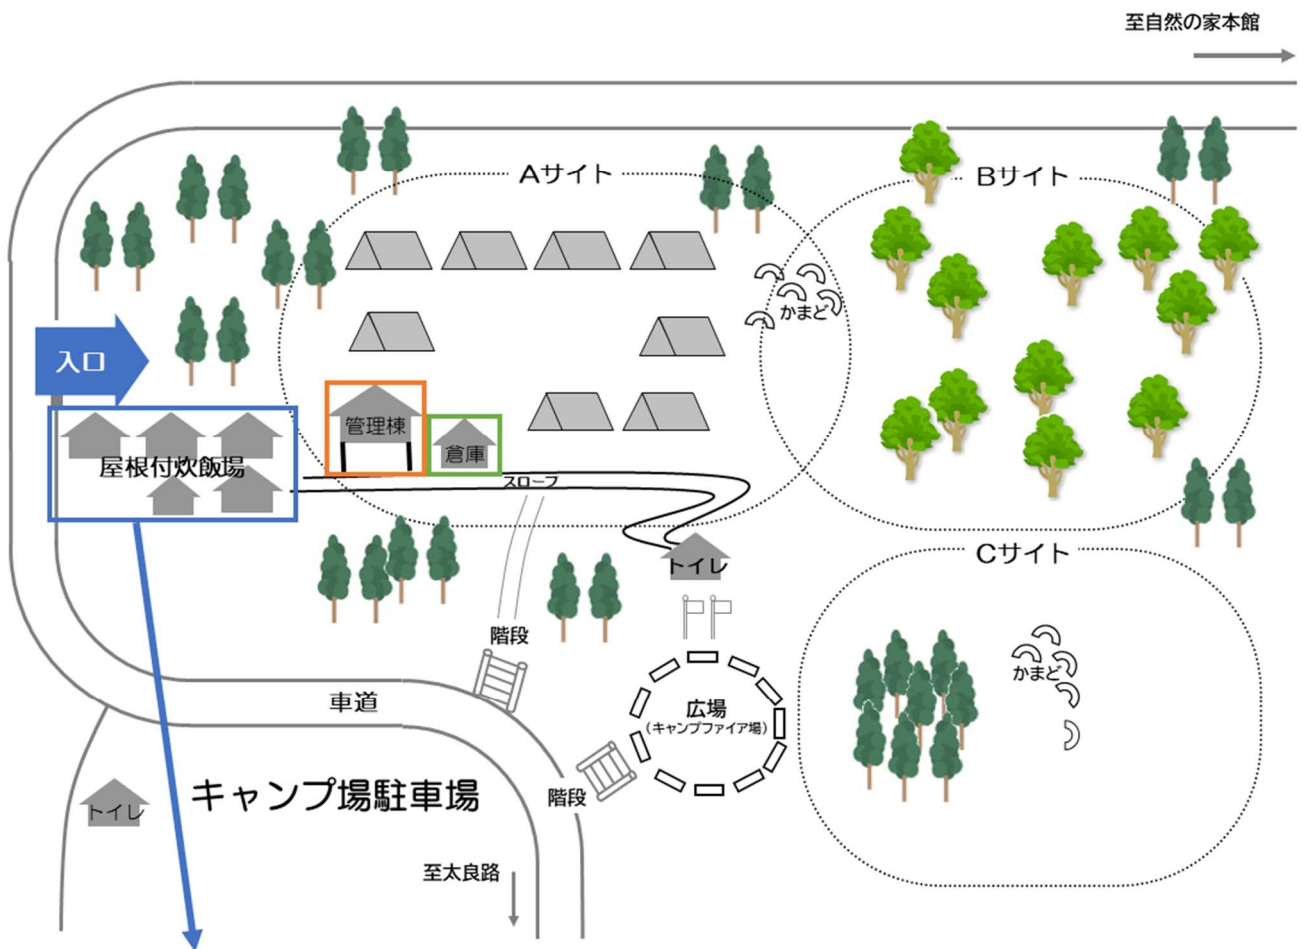 至自然の家本館
Aサイト
Bサイト
かまど
入口
管理棟
倉庫
屋根付炊飯場
スロープ
Cサイト
トイレ
階段
かまど
車道
広場
(キャンプファイア場)
キャンプ場駐車場
階段
トイレ
至太良路